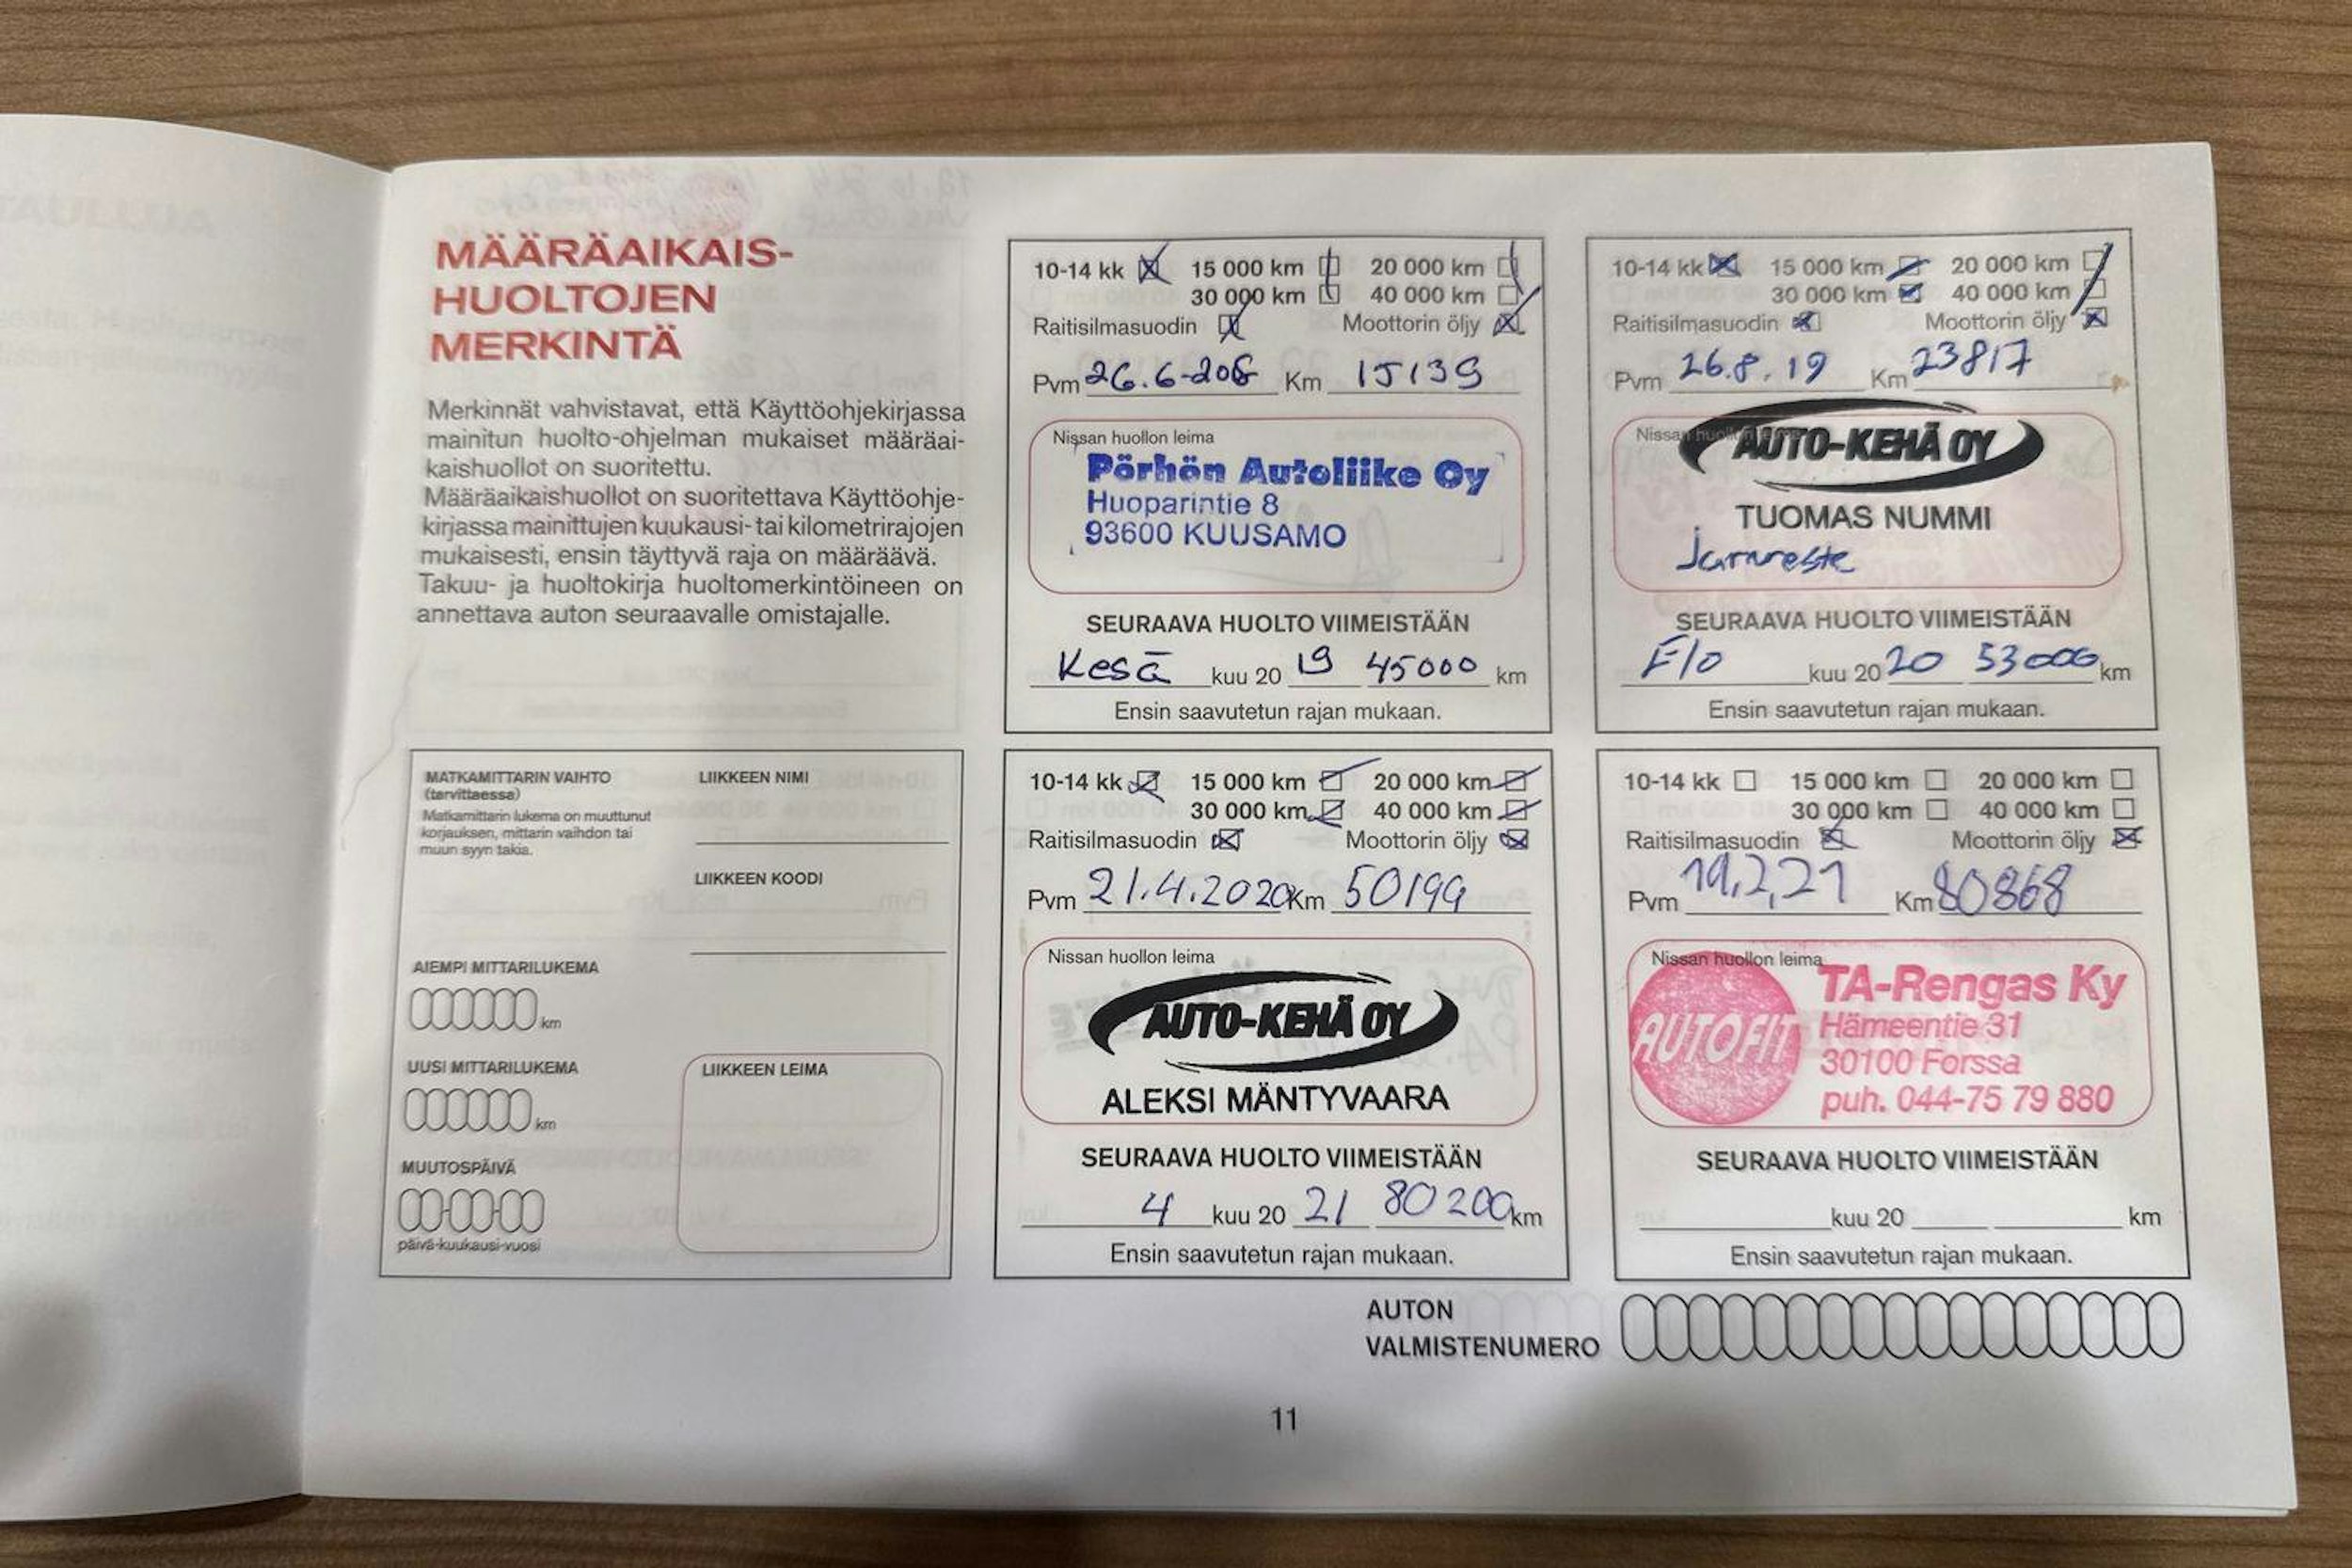 MÄÄRÄAIKAIS-
HUOLTOJEN
MERKINTÄ
Merkinnät vahvistavat, että Käyttöohjekirjassa
mainitun huolto-ohjelman mukaiset määräai-
kaishuollot on suoritettu.
Määräaikaishuollot on suoritettava Käyttöohje-
kirjassa mainittujen kuukausi- tai kilometrirajojen
mukaisesti, ensin täyttyvä raja on määräävä.
Takuu- ja huoltokirja huoltomerkintöineen on
annettava auton seuraavalle omistajalle.
MATKAMITTARIN VAIHTO
(tarvittaessa)
Matkamittarin lukema on muuttunut
korjauksen, mittarin vaihdon tai
muun syyn takia.
LIIKKEEN NIMI
LIIKKEEN KOODI
AIEMPI MITTARILUKEMA
km
UUSI MITTARILUKEMA
km
MUUTOSPÄIVÄ
päivä-kuukausi-vuosi
LIIKKEEN LEIMA
10-14 kk 15 000 km 20 000 km
30 000 km 40 000 km
Raitisilmasuodin Moottorin öljy
Pvm 26.6-208 Km 15139
Nissan huollon leima
Pörhön Autoliike Oy
Huoparintie 8
93600 KUUSAMO
SEURAAVA HUOLTO VIIMEISTÄÄN
Kesä kuu 20 19 45000 km
Ensin saavutetun rajan mukaan.
10-14 kk 15 000 km 20 000 km
30 000 km 40 000 km
Raitisilmasuodin Moottorin öljy
Pvm 26.8.19 Km 23817
Nissan huollon leima
AUTO-KEHÄ OY
TUOMAS NUMMI
SEURAAVA HUOLTO VIIMEISTÄÄN
Elo kuu 20 20 53000 km
Ensin saavutetun rajan mukaan.
10-14 kk 15 000 km 20 000 km
30 000 km 40 000 km
Raitisilmasuodin Moottorin öljy
Pvm 21.4.2020 Km 50199
Nissan huollon leima
AUTO-KEHÄ OY
ALEKSI MÄNTYVAARA
SEURAAVA HUOLTO VIIMEISTÄÄN
4 kuu 20 21 80200 km
Ensin saavutetun rajan mukaan.
10-14 kk 15 000 km 20 000 km
30 000 km 40 000 km
Raitisilmasuodin Moottorin öljy
Pvm 19.2.21 Km 80868
Nissan huollon leima
AUTOFIT
TA-Rengas Ky
Hämeentie 31
30100 Forssa
puh. 044-75 79 880
SEURAAVA HUOLTO VIIMEISTÄÄN
kuu 20 km
Ensin saavutetun rajan mukaan.
AUTON
VALMISTENUMERO
11